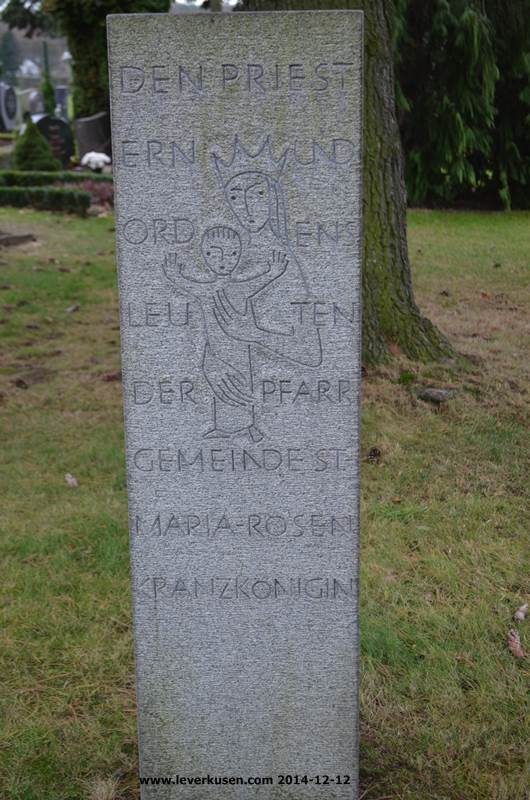 DEN PRIEST
ERN UND
ORD ENS
LEU TEN
DER PFARR
GEMEINDE ST.
MARIA-ROSEN
KRANZKÖNIGIN
www.leverkusen.com 2014-12-12